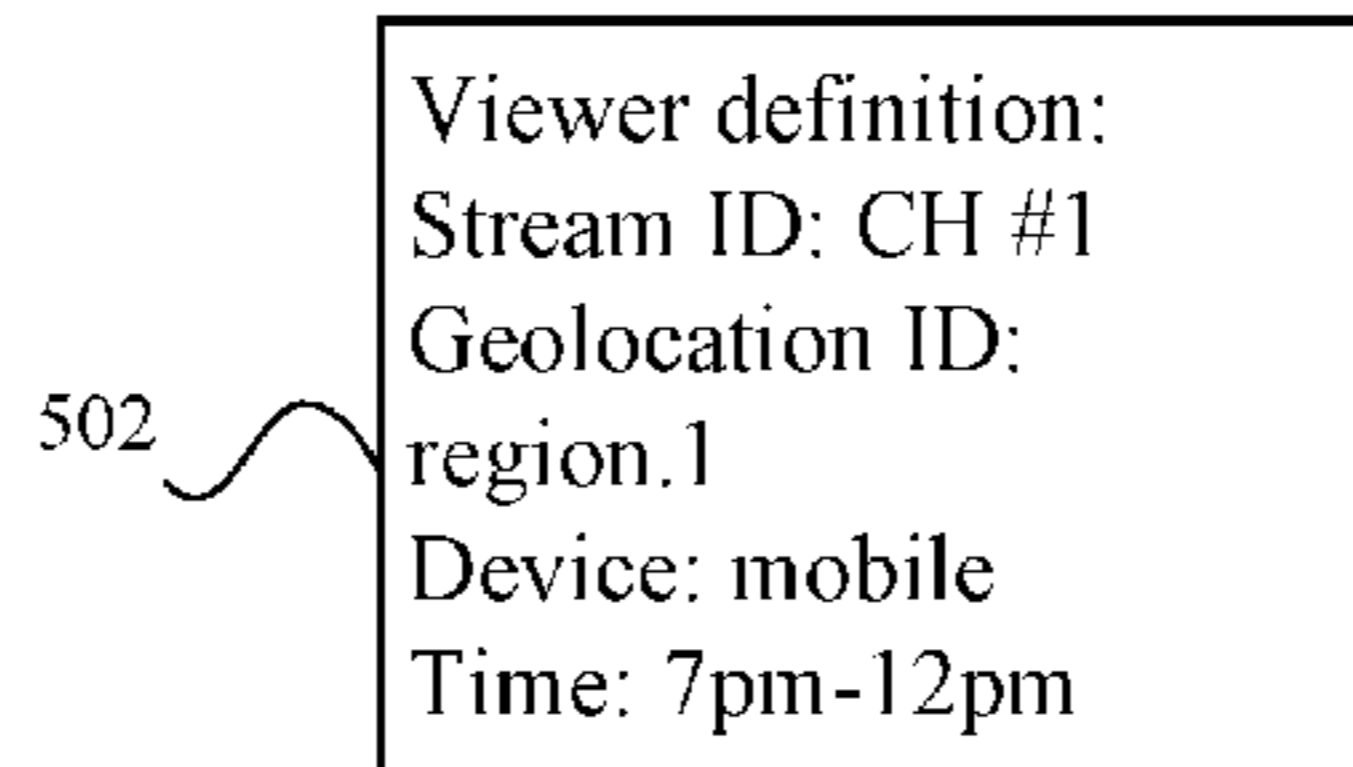 Viewer definition:
Stream ID: CH #1
Geolocation ID:
region.1
502
Device: mobile
Time: 7pm-12pm